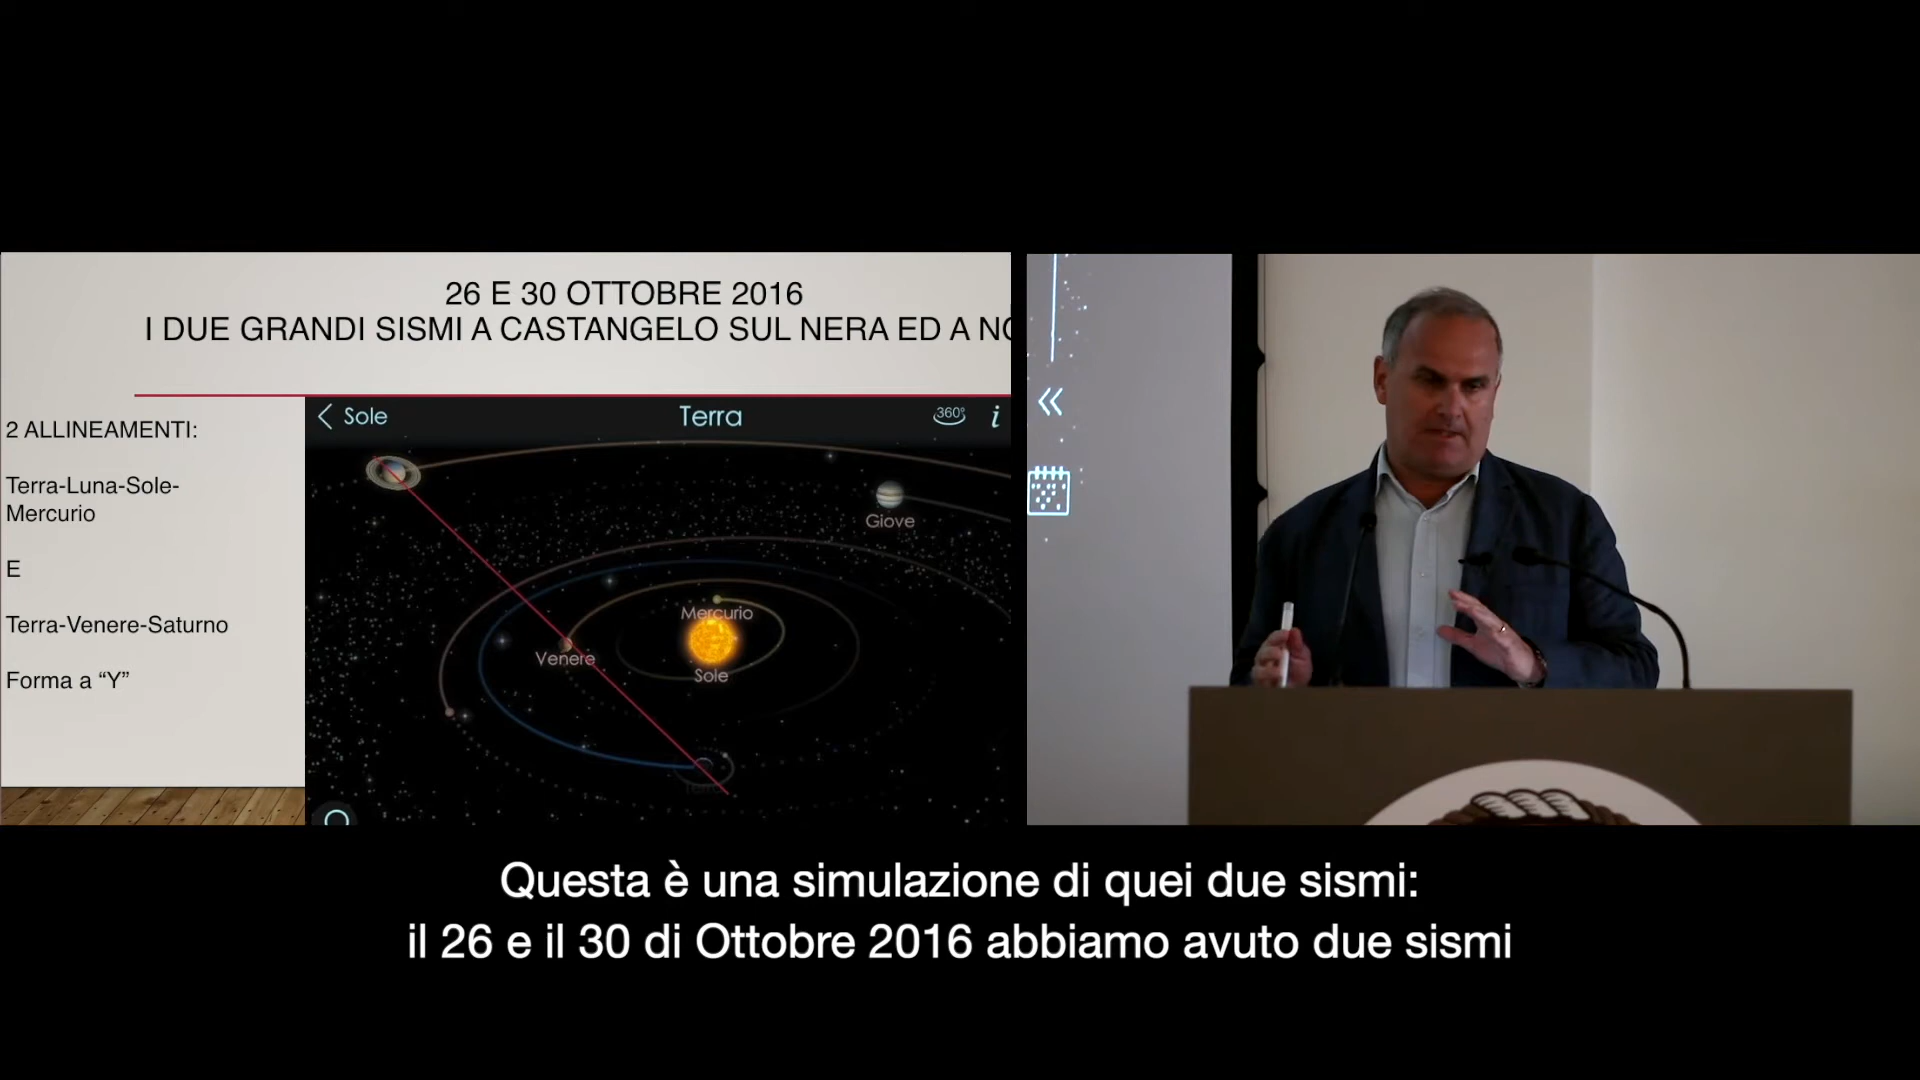 26 E 30 OTTOBRE 2016
I DUE GRANDI SISMI A CASTANGELO SUL NERA ED A NO
2 ALLINEAMENTI:
Terra-Luna-Sole-
Mercurio
E
Terra-Venere-Saturno
Forma a “Y”
Sole
Terra
360°
i
Giove
Mercurio
Venere
Sole
Questa è una simulazione di quei due sismi:
il 26 e il 30 di Ottobre 2016 abbiamo avuto due sismi